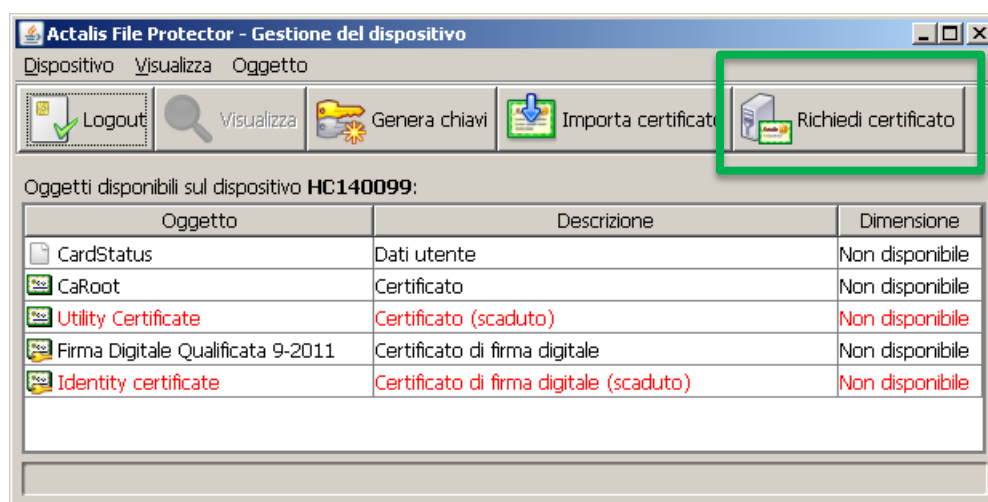 Actalis File Protector - Gestione del dispositivo
Dispositivo Visualizza Oggetto
Logout Visualizza Genera chiavi Importa certificato Richiedi certificato
Oggetti disponibili sul dispositivo HC140099:
Oggetto Descrizione Dimensione
CardStatus Dati utente Non disponibile
CaRoot Certificato Non disponibile
Utility Certificate Certificato (scaduto) Non disponibile
Firma Digitale Qualificata 9-2011 Certificato di firma digitale Non disponibile
Identity certificate Certificato di firma digitale (scaduto) Non disponibile